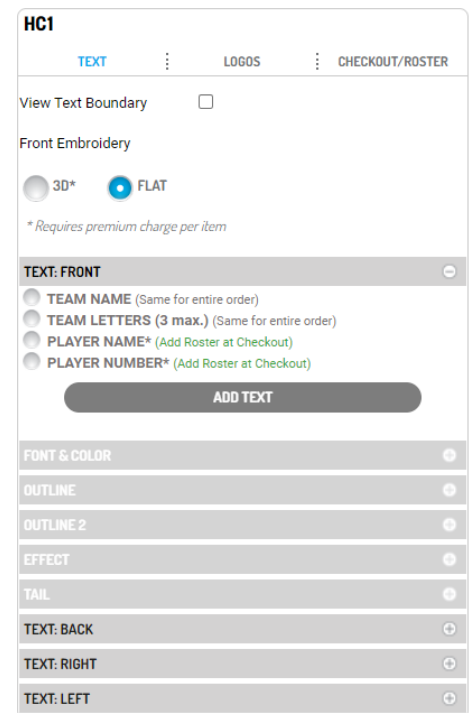 HC1
TEXT LOGOS CHECKOUT/ROSTER
View Text Boundary
Front Embroidery
3D* FLAT
* Requires premium charge per item
TEXT: FRONT
TEAM NAME (Same for entire order)
TEAM LETTERS (3 max.) (Same for entire order)
PLAYER NAME* (Add Roster at Checkout)
PLAYER NUMBER* (Add Roster at Checkout)
ADD TEXT
FONT & COLOR
OUTLINE
OUTLINE 2
EFFECT
TAIL
TEXT: BACK
TEXT: RIGHT
TEXT: LEFT